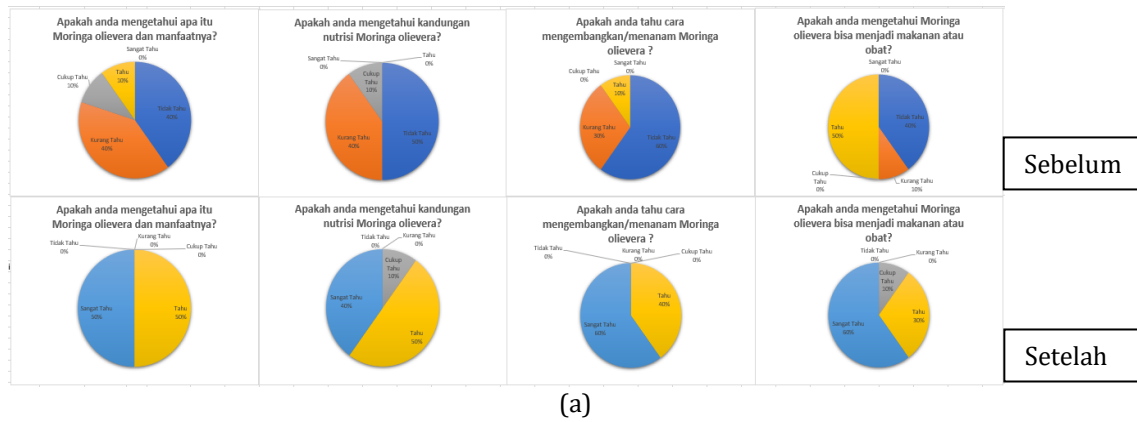 Apakah anda mengetahui apa itu
Moringa olievera dan manfaatnya?
Sangat Tahu
0%
Cukup Tahu
10%
Tahu
10%
Tidak Tahu
40%
Kurang Tahu
40%
Apakah anda mengetahui kandungan
nutrisi Moringa olievera?
Sangat Tahu
0%
Tahu
0%
Cukup
Tahu
10%
Tidak Tahu
Kurang Tahu
40%
Apakah anda tahu cara
mengembangkan/menanam Moringa
olievera ?
Sangat Tahu
0%
Cukup Tahu
0%
Tahu
10%
Kurang Tahu
30%
Tidak Tahu
60%
Apakah anda mengetahui Moringa
olievera bisa menjadi makanan atau
obat?
Sangat Tahu
0%
Tahu
50%
Tidak Tahu
40%
Cukup
Tahu
0%
Kurang Tahu
10%
Sebelum
Apakah anda mengetahui apa itu
Moringa olievera dan manfaatnya?
Tidak Tahu
0%
Kurang Tahu
0%
Cukup Tahu
0%
Sangat Tahu
50%
Tahu
50%
Apakah anda mengetahui kandungan
nutrisi Moringa olievera?
Tidak Tahu
0%
Kurang Tahu
0%
Cukup
Tahu
10%
Sangat Tahu
40%
Tahu
50%
Apakah anda tahu cara
mengembangkan/menanam Moringa
olievera ?
Tidak Tahu
0%
Kurang Tahu
0%
Cukup Tahu
0%
Tahu
40%
Sangat Tahu
60%
Apakah anda mengetahui Moringa
olievera bisa menjadi makanan atau
obat?
Tidak Tahu
0%
Kurang Tahu
0%
Cukup
Tahu
10%
Tahu
30%
Sangat Tahu
60%
Setelah
(a)